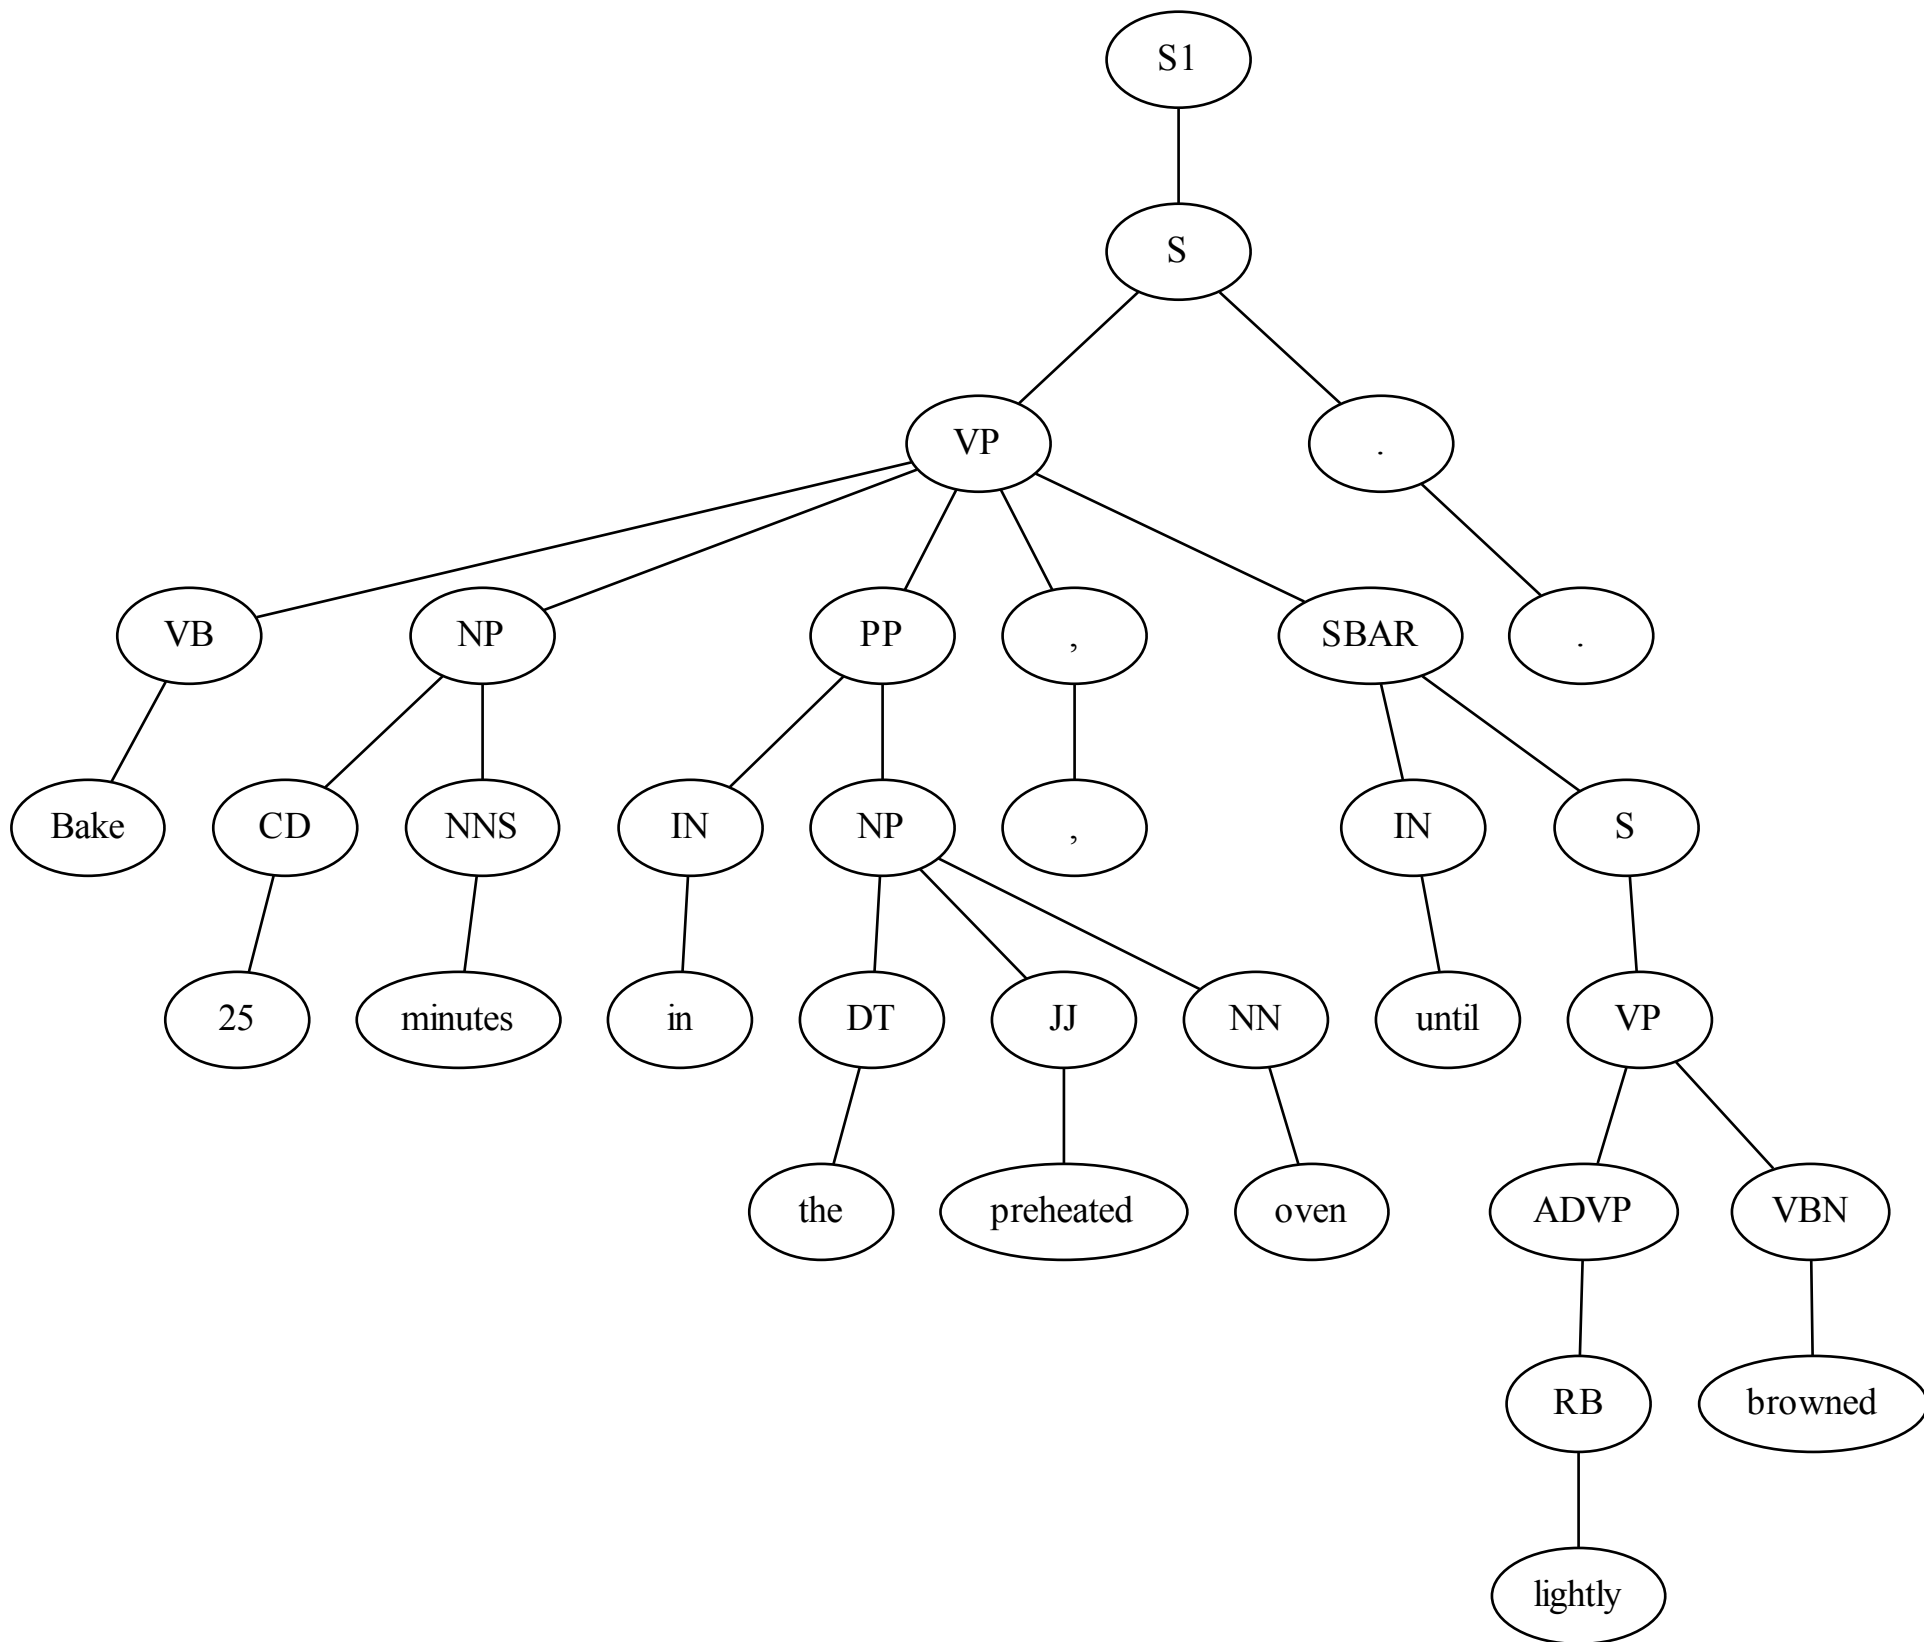 S1
S
VP .
VB NP PP , SBAR .
Bake CD NNS IN NP , IN S
25 minutes in DT JJ NN until VP
the preheated oven ADVP VBN
RB browned
lightly